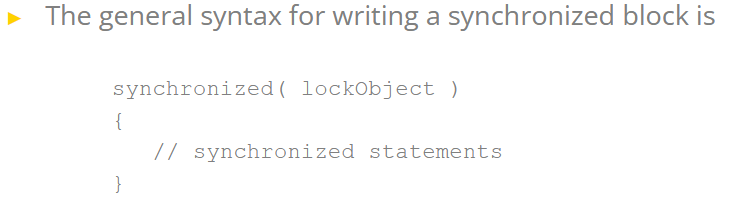 The general syntax for writing a synchronized block is
synchronized( lockObject )
{
// synchronized statements
}